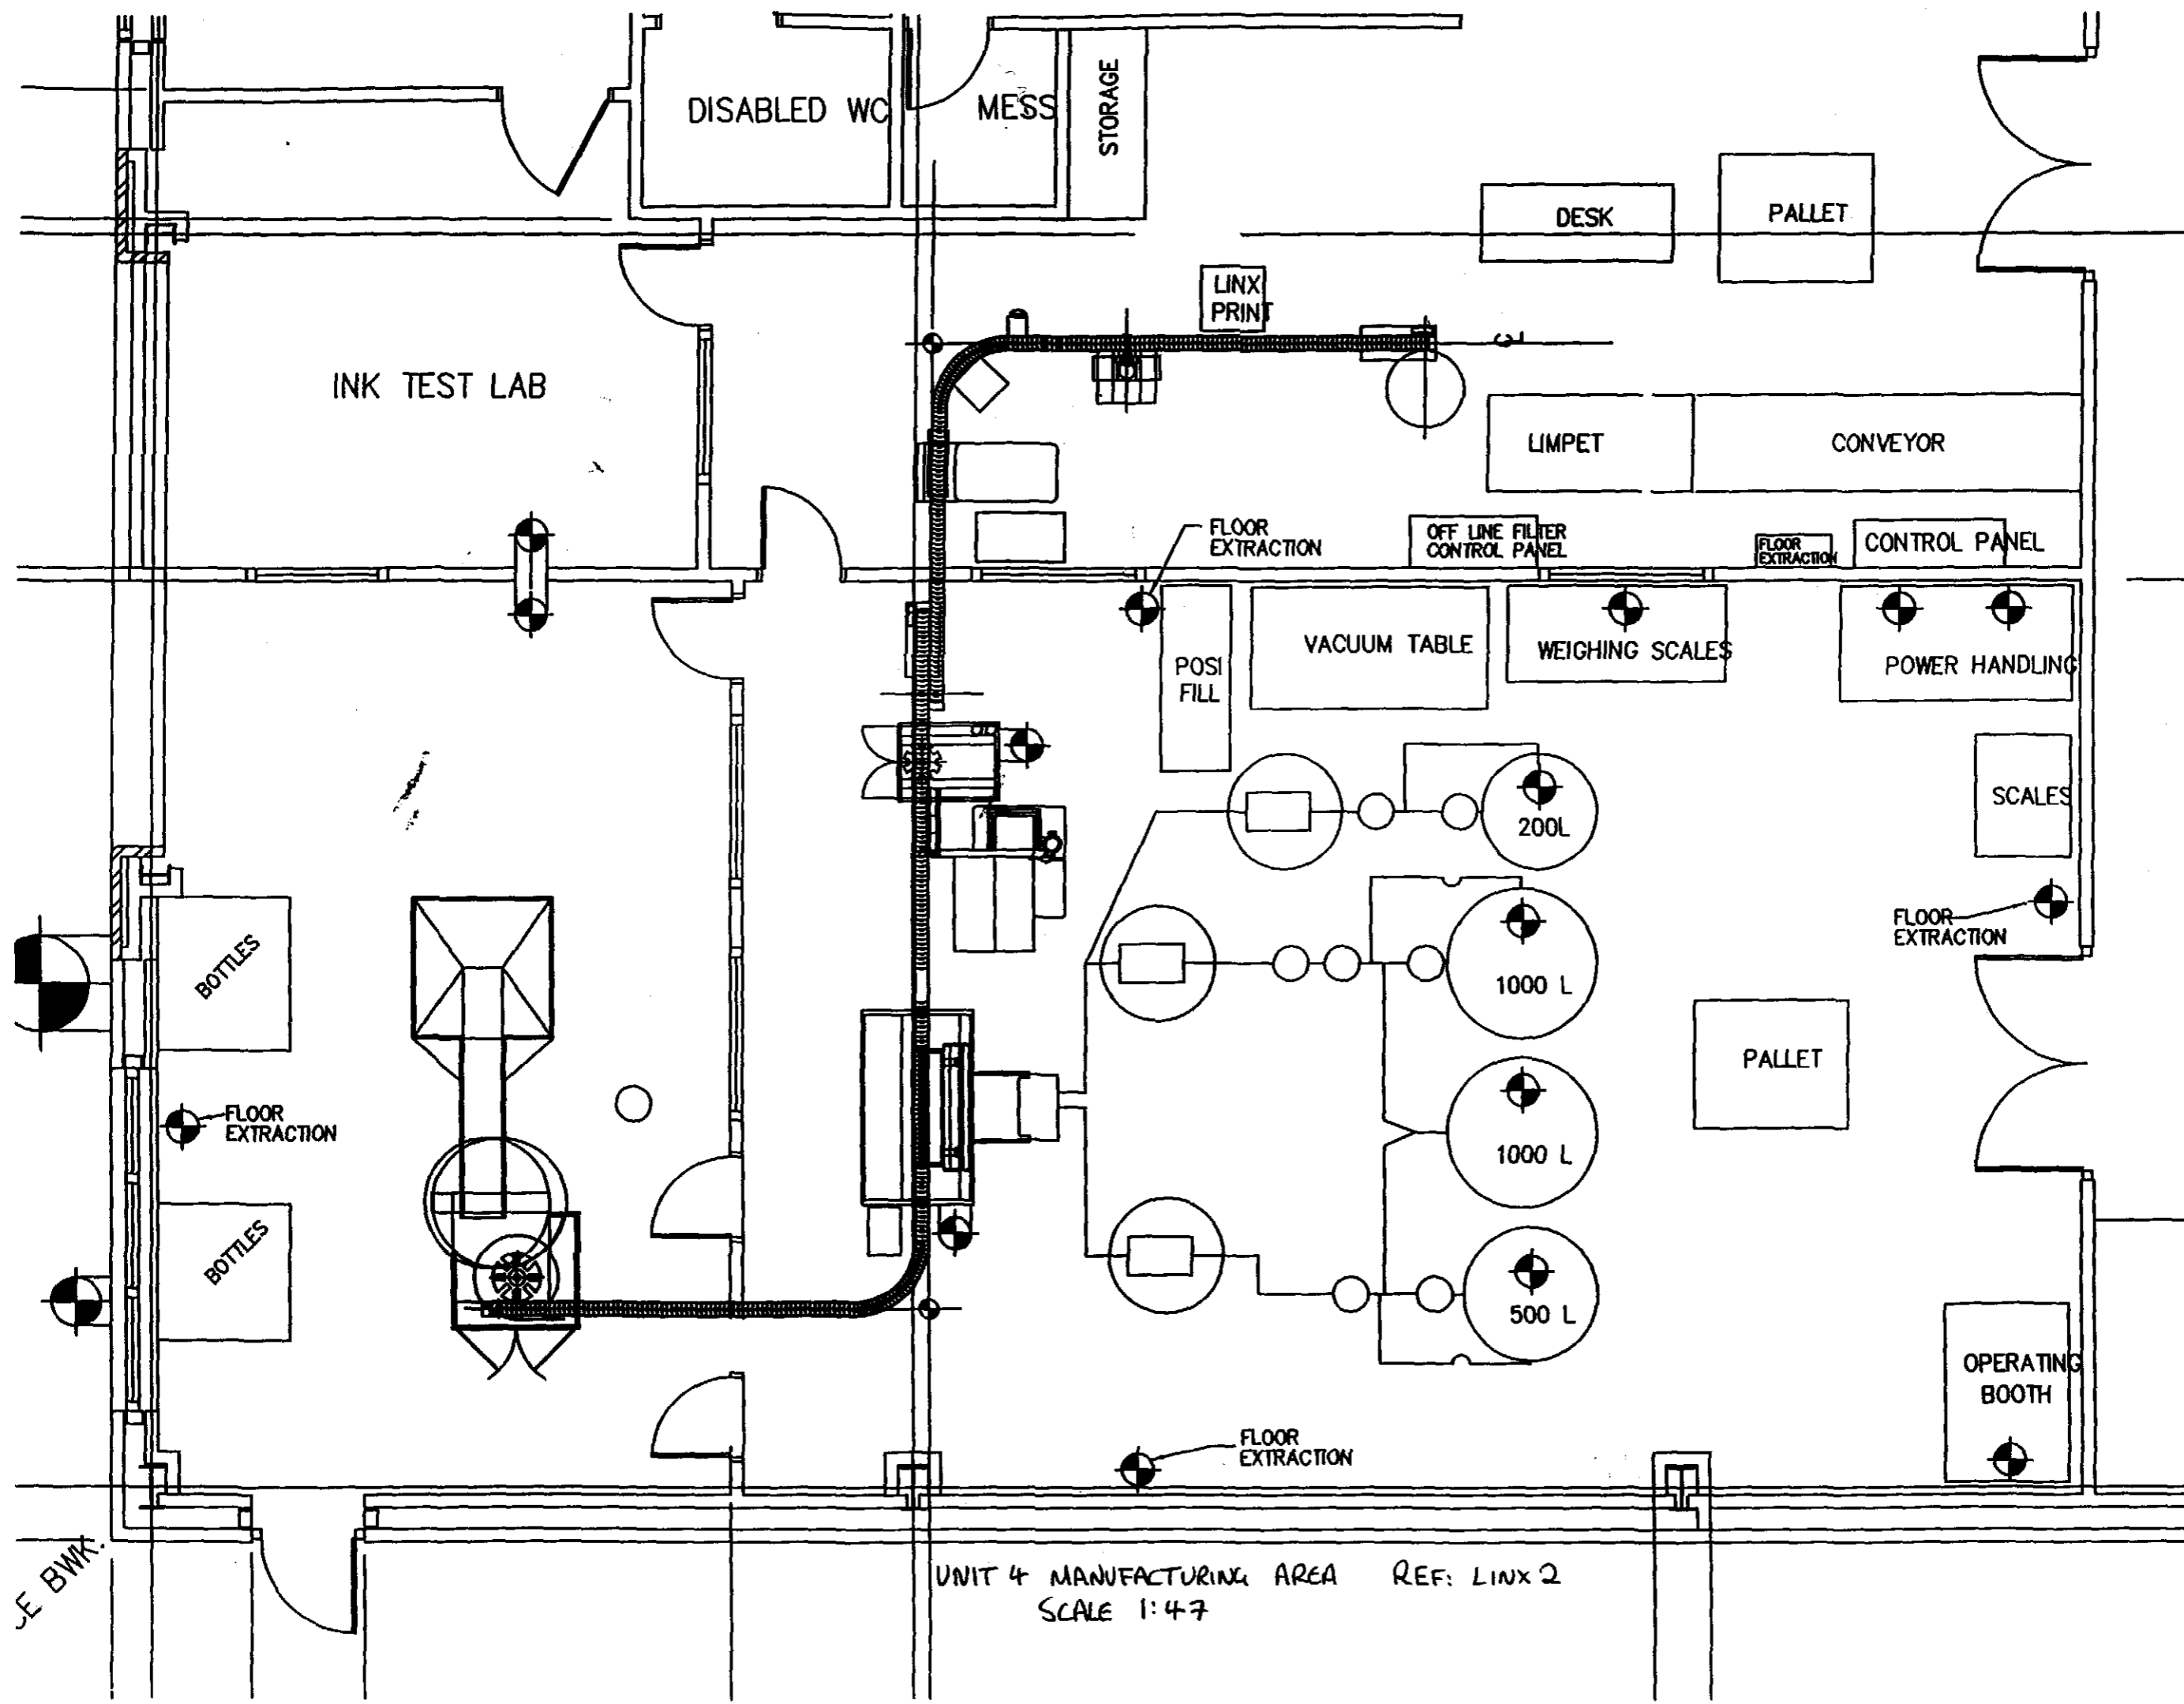 DISABLED WC
MESS
STORAGE
DESK
PALLET
LINX
PRINT
INK TEST LAB
LIMPET
CONVEYOR
FLOOR
EXTRACTION
OFF LINE FILTER
CONTROL PANEL
FLOOR
EXTRACTION
CONTROL PANEL
POSI
FILL
VACUUM TABLE
WEIGHING SCALES
POWER HANDLING
200L
SCALES
BOTTLES
1000 L
FLOOR
EXTRACTION
PALLET
FLOOR
EXTRACTION
1000 L
BOTTLES
500 L
OPERATING
BOOTH
FLOOR
EXTRACTION
BWK.
UNIT 4 MANUFACTURING AREA REF: LINX 2
SCALE 1:47